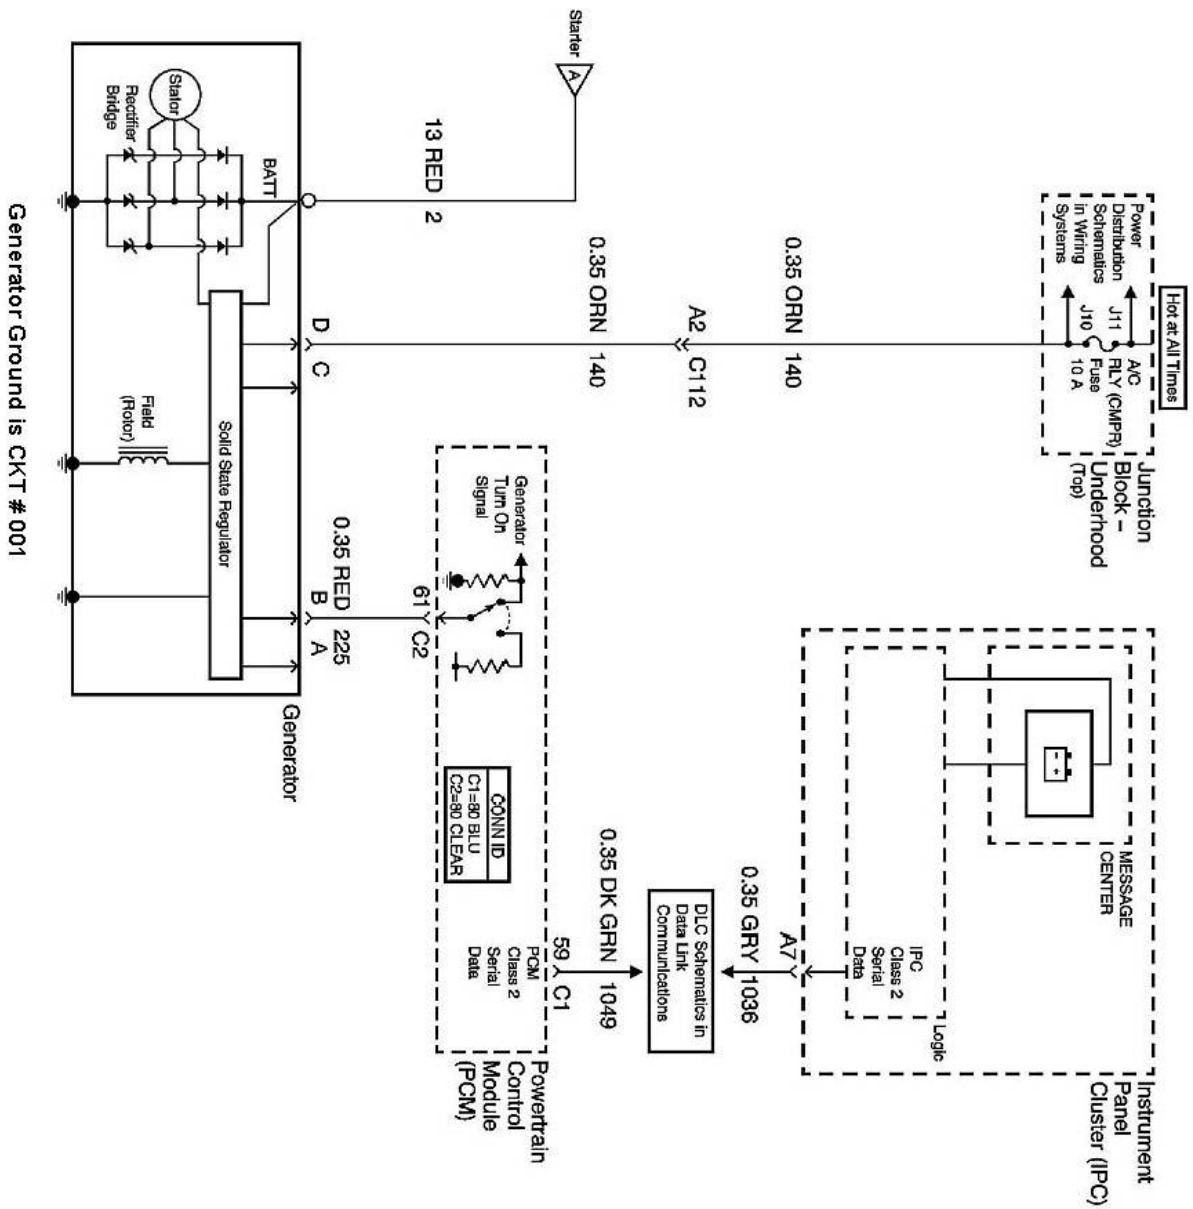 Hot at All Times
Power
Distribution
Schematics
in Wiring
Systems
J11
J10
A/C
RLY (CMPR)
Fuse
10 A
Junction
Block –
Underhood
(Top)
Instrument
Panel
Cluster (IPC)
MESSAGE
CENTER
- +
Logic
IPC
Class 2
Serial
Data
A7
0.35 GRY 1036
DLC Schematics in
Data Link
Communications
0.35 DK GRN 1049
59 C1
PCM
Class 2
Serial
Data
Powertrain
Control
Module
(PCM)
CONN ID
C1=80 BLU
C2=80 CLEAR
Generator
Turn On
Signal
61 C2
0.35 RED 225
B A
0.35 ORN 140
A2 C112
0.35 ORN 140
D C
Starter
A
13 RED 2
BATT
Stator
Rectifier
Bridge
Solid State Regulator
Field
(Rotor)
Generator
Generator Ground is CKT # 001